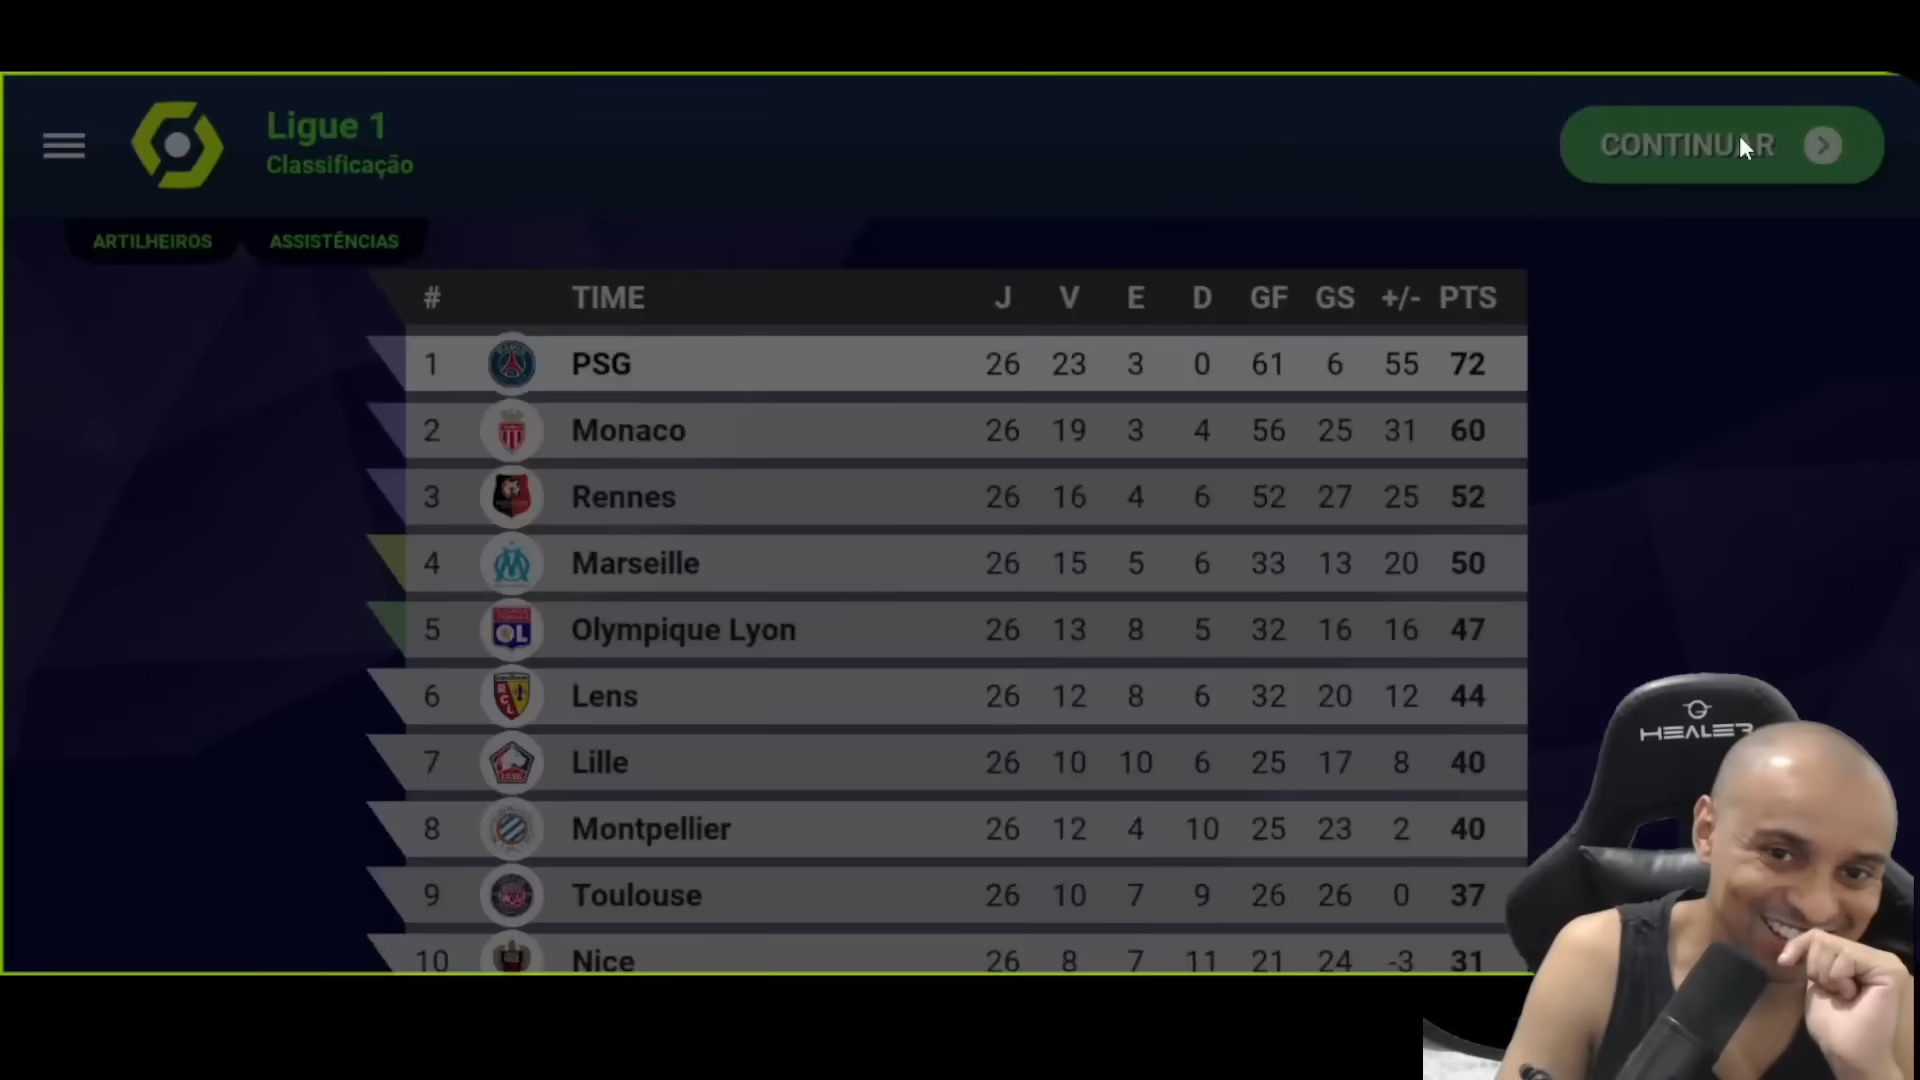 Ligue 1
Classificação
CONTINUAR
ARTILHEIROS ASSISTÊNCIAS
# TIME J V E D GF GS +/- PTS
1 PSG 26 23 3 0 61 6 55 72
2 Monaco 26 19 3 4 56 25 31 60
3 Rennes 26 16 4 6 52 27 25 52
4 Marseille 26 15 5 6 33 13 20 50
5 OL Olympique Lyon 26 13 8 5 32 16 16 47
6 RCL Lens 26 12 8 6 32 20 12 44
7 Lille 26 10 10 6 25 17 8 40
8 Montpellier 26 12 4 10 25 23 2 40
9 Toulouse 26 10 7 9 26 26 0 37
10 Nice 26 8 7 11 21 24 -3 31
HEALER